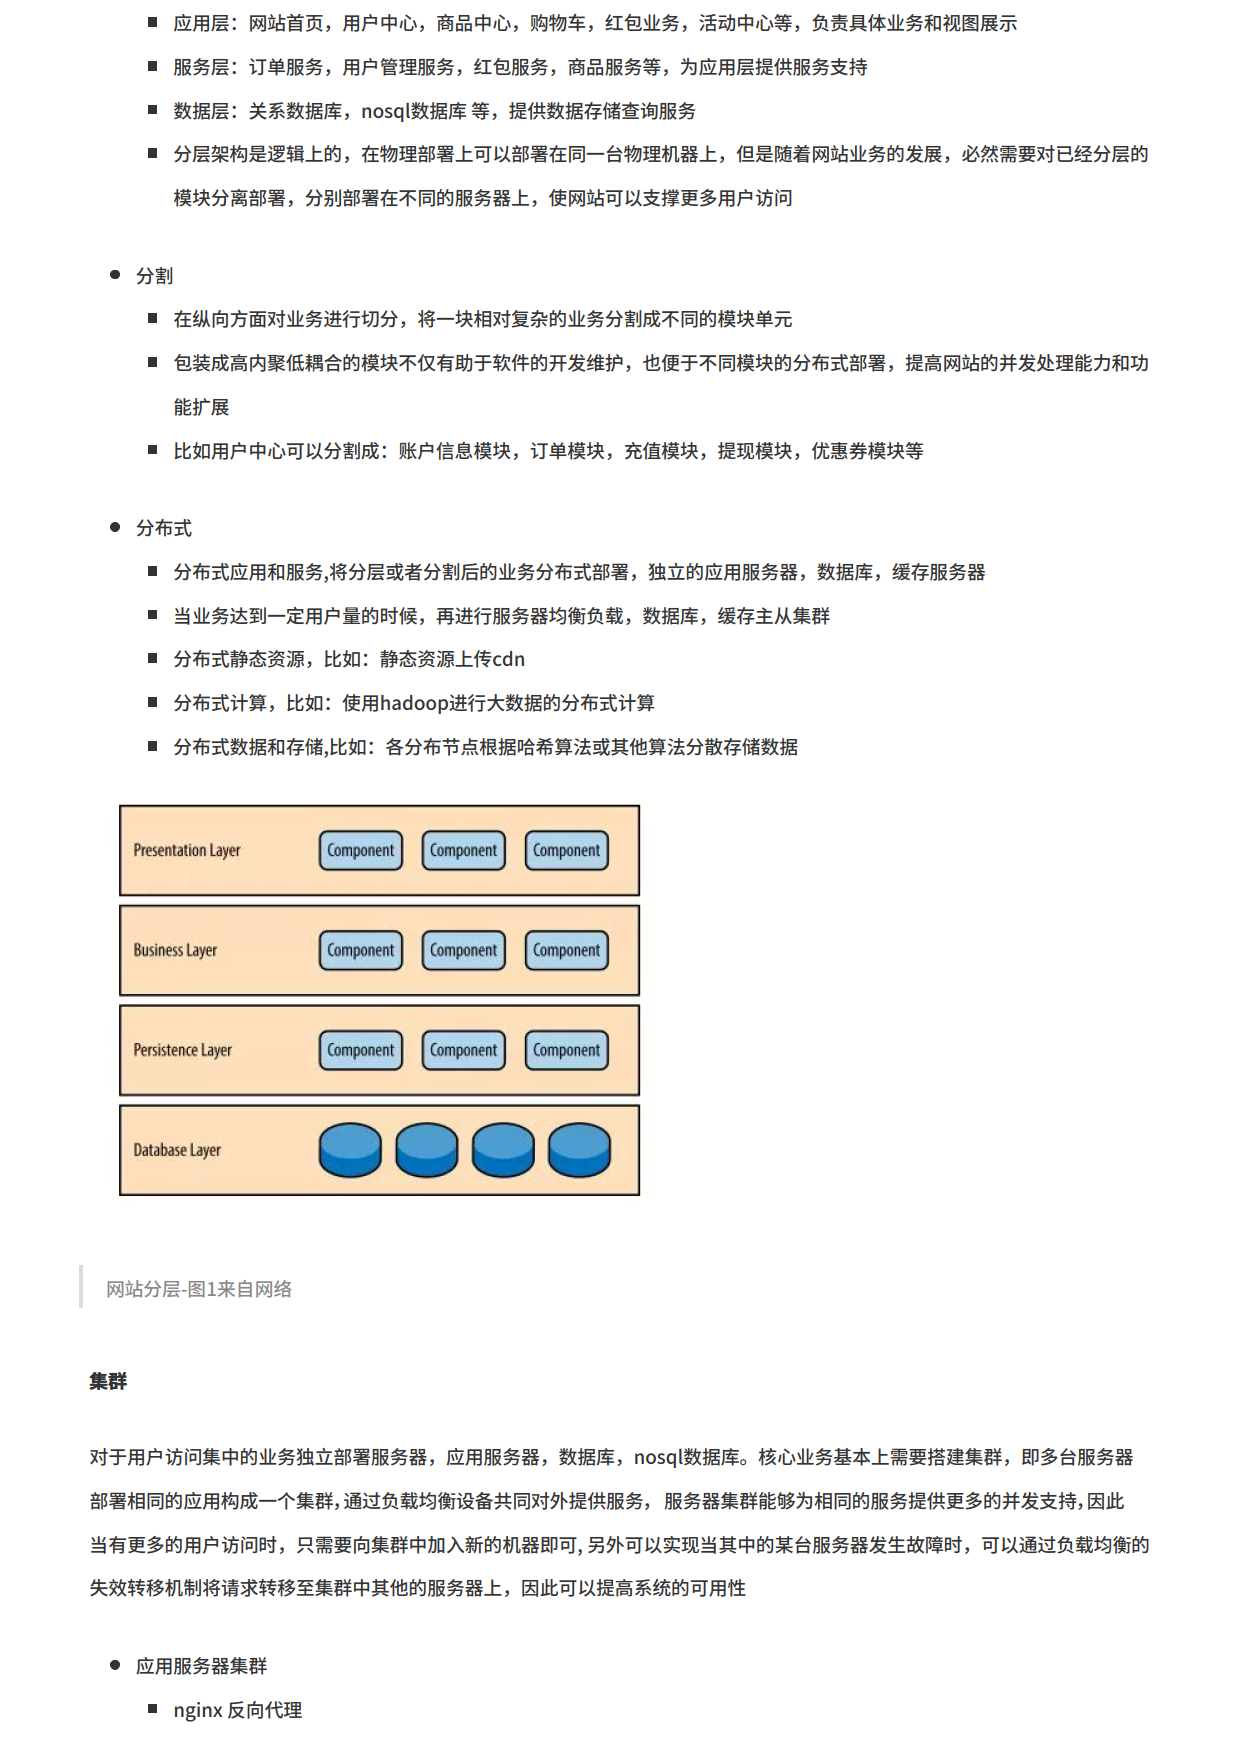 应用层：网站首页，用户中心，商品中心，购物车，红包业务，活动中心等，负责具体业务和视图展示
服务层：订单服务，用户管理服务，红包服务，商品服务等，为应用层提供服务支持
数据层：关系数据库，nosql数据库 等，提供数据存储查询服务
分层架构是逻辑上的，在物理部署上可以部署在同一台物理机器上，但是随着网站业务的发展，必然需要对已经分层的
模块分离部署，分别部署在不同的服务器上，使网站可以支撑更多用户访问
分割
在纵向方面对业务进行切分，将一块相对复杂的业务分割成不同的模块单元
包装成高内聚低耦合的模块不仅有助于软件的开发维护，也便于不同模块的分布式部署，提高网站的并发处理能力和功
能扩展
比如用户中心可以分割成：账户信息模块，订单模块，充值模块，提现模块，优惠券模块等
分布式
分布式应用和服务,将分层或者分割后的业务分布式部署，独立的应用服务器，数据库，缓存服务器
当业务达到一定用户量的时候，再进行服务器均衡负载，数据库，缓存主从集群
分布式静态资源，比如：静态资源上传cdn
分布式计算，比如：使用hadoop进行大数据的分布式计算
分布式数据和存储,比如：各分布节点根据哈希算法或其他算法分散存储数据
Presentation Layer Component Component Component
Business Layer Component Component Component
Persistence Layer Component Component Component
Database Layer
网站分层-图1来自网络
集群
对于用户访问集中的业务独立部署服务器，应用服务器，数据库，nosql数据库。核心业务基本上需要搭建集群，即多台服务器
部署相同的应用构成一个集群,通过负载均衡设备共同对外提供服务， 服务器集群能够为相同的服务提供更多的并发支持,因此
当有更多的用户访问时，只需要向集群中加入新的机器即可, 另外可以实现当其中的某台服务器发生故障时，可以通过负载均衡的
失效转移机制将请求转移至集群中其他的服务器上，因此可以提高系统的可用性
应用服务器集群
nginx 反向代理